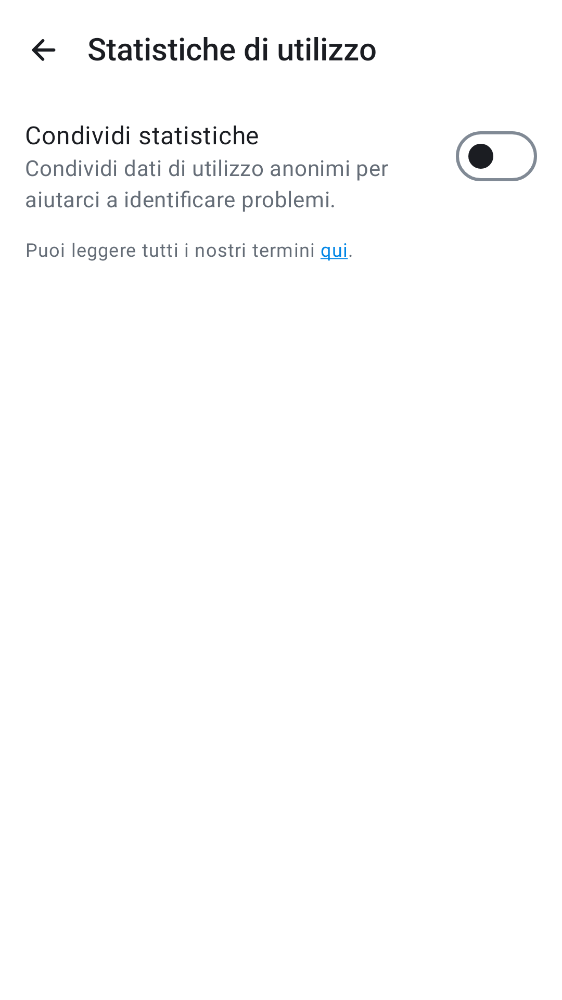 Statistiche di utilizzo
Condividi statistiche
Condividi dati di utilizzo anonimi per
aiutarci a identificare problemi.
Puoi leggere tutti i nostri termini qui.